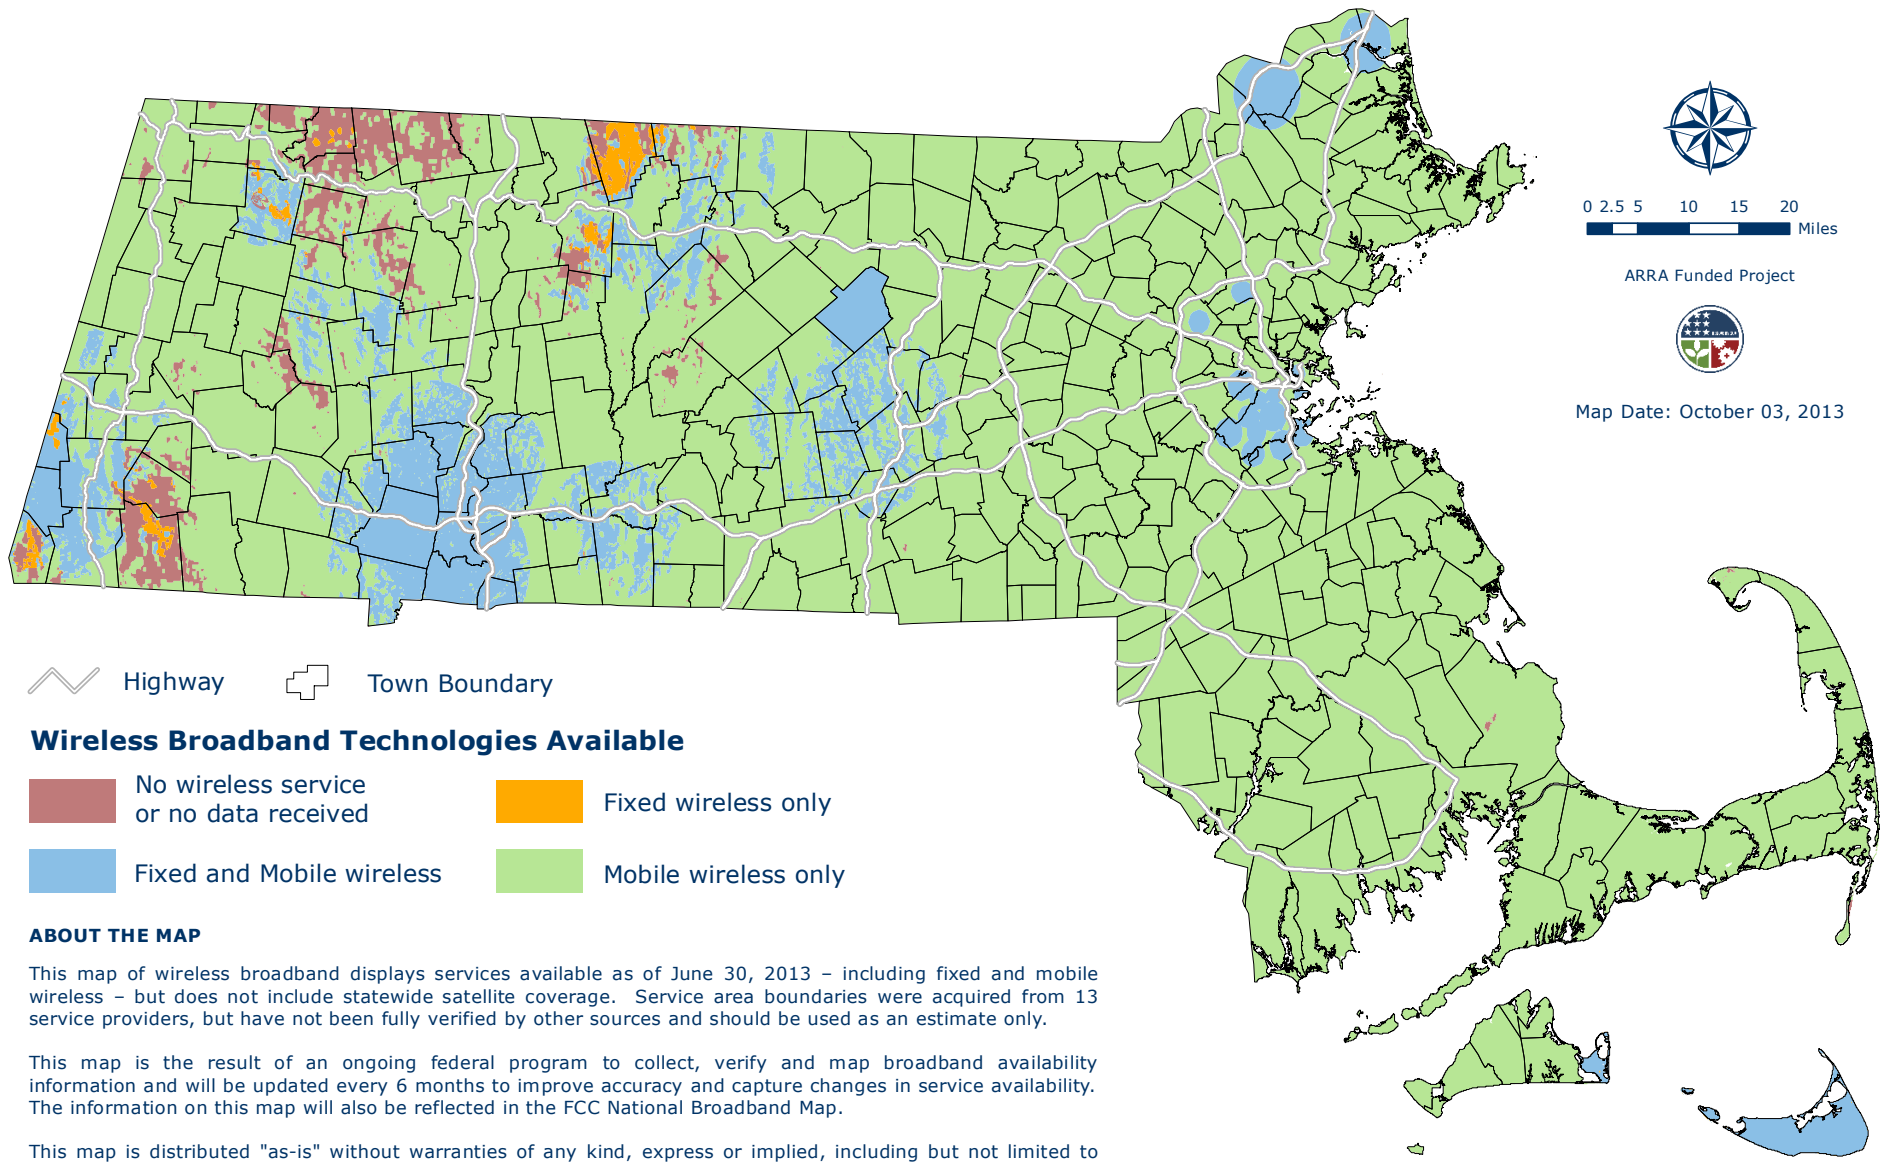 0 2.5 5 10 15 20
Miles
ARRA Funded Project
Map Date: October 03, 2013
Highway
Town Boundary
Wireless Broadband Technologies Available
No wireless service
or no data received
Fixed wireless only
Fixed and Mobile wireless
Mobile wireless only
ABOUT THE MAP
This map of wireless broadband displays services available as of June 30, 2013 – including fixed and mobile
wireless – but does not include statewide satellite coverage. Service area boundaries were acquired from 13
service providers, but have not been fully verified by other sources and should be used as an estimate only.
This map is the result of an ongoing federal program to collect, verify and map broadband availability
information and will be updated every 6 months to improve accuracy and capture changes in service availability.
The information on this map will also be reflected in the FCC National Broadband Map.
This map is distributed "as-is" without warranties of any kind, express or implied, including but not limited to